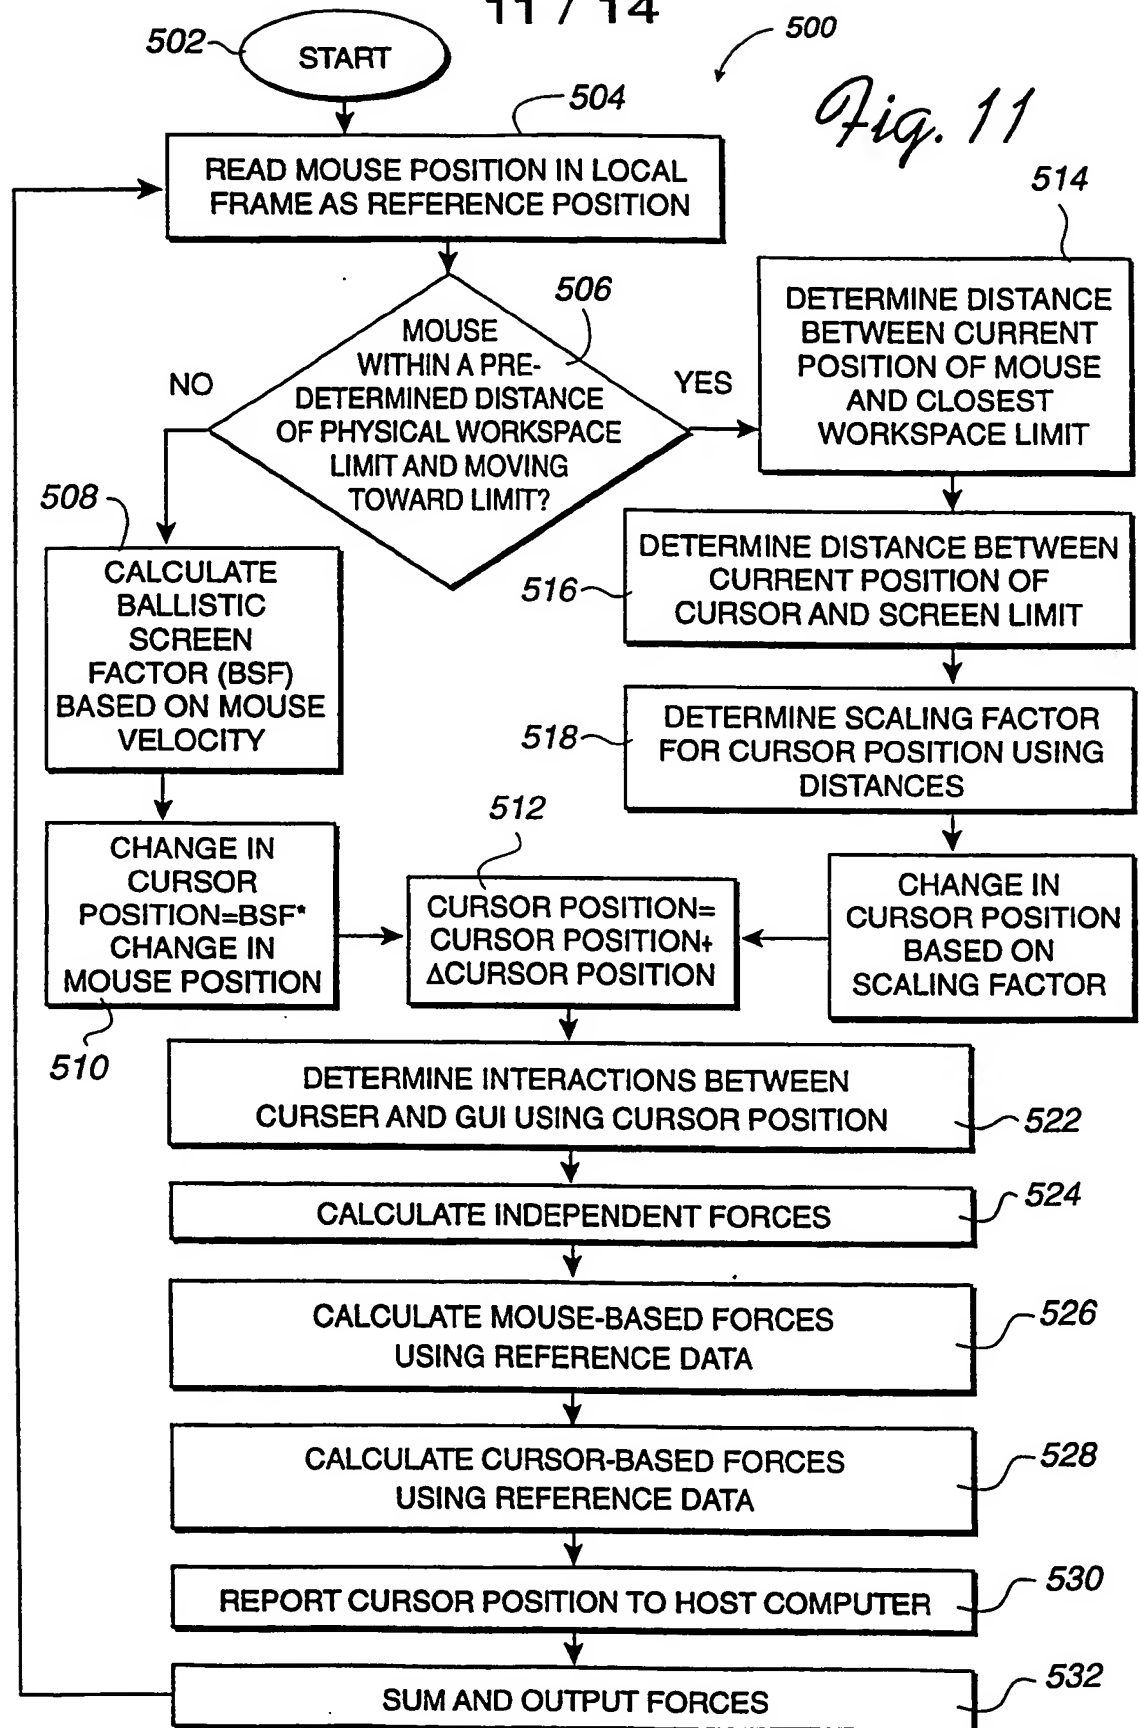 11 / 14
500
Fig. 11
502
START
504
READ MOUSE POSITION IN LOCAL
FRAME AS REFERENCE POSITION
506
MOUSE
WITHIN A PRE-
DETERMINED DISTANCE
OF PHYSICAL WORKSPACE
LIMIT AND MOVING
TOWARD LIMIT?
NO
YES
514
DETERMINE DISTANCE
BETWEEN CURRENT
POSITION OF MOUSE
AND CLOSEST
WORKSPACE LIMIT
508
CALCULATE
BALLISTIC
SCREEN
FACTOR (BSF)
BASED ON MOUSE
VELOCITY
516
DETERMINE DISTANCE BETWEEN
CURRENT POSITION OF
CURSOR AND SCREEN LIMIT
518
DETERMINE SCALING FACTOR
FOR CURSOR POSITION USING
DISTANCES
CHANGE IN
CURSOR
POSITION=BSF*
CHANGE IN
MOUSE POSITION
510
512
CURSOR POSITION=
CURSOR POSITION+
ΔCURSOR POSITION
CHANGE IN
CURSOR POSITION
BASED ON
SCALING FACTOR
DETERMINE INTERACTIONS BETWEEN
CURSER AND GUI USING CURSOR POSITION
522
CALCULATE INDEPENDENT FORCES
524
CALCULATE MOUSE-BASED FORCES
USING REFERENCE DATA
526
CALCULATE CURSOR-BASED FORCES
USING REFERENCE DATA
528
REPORT CURSOR POSITION TO HOST COMPUTER
530
SUM AND OUTPUT FORCES
532